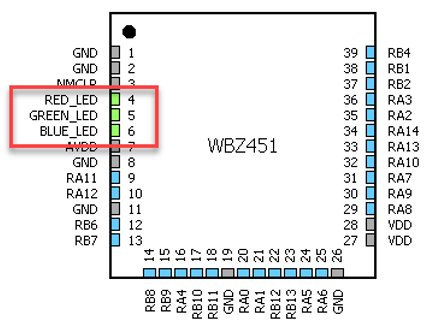 GND 1
GND 2
NMCLR 3
RED_LED 4
GREEN_LED 5
BLUE_LED 6
AVDD 7
GND 8
RA11 9
RA12 10
GND 11
RB6 12
RB7 13
WBZ451
39 RB4
38 RB1
37 RB2
36 RA3
35 RA2
34 RA14
33 RA13
32 RA10
31 RA7
30 RA9
29 RA8
28 VDD
27 VDD
14 15 16 17 18 19 20 21 22 23 24 25 26
RB8 RB9 RA4 RB10 RB11 GND RA0 RA1 RB12 RB13 RA5 RA6 GND